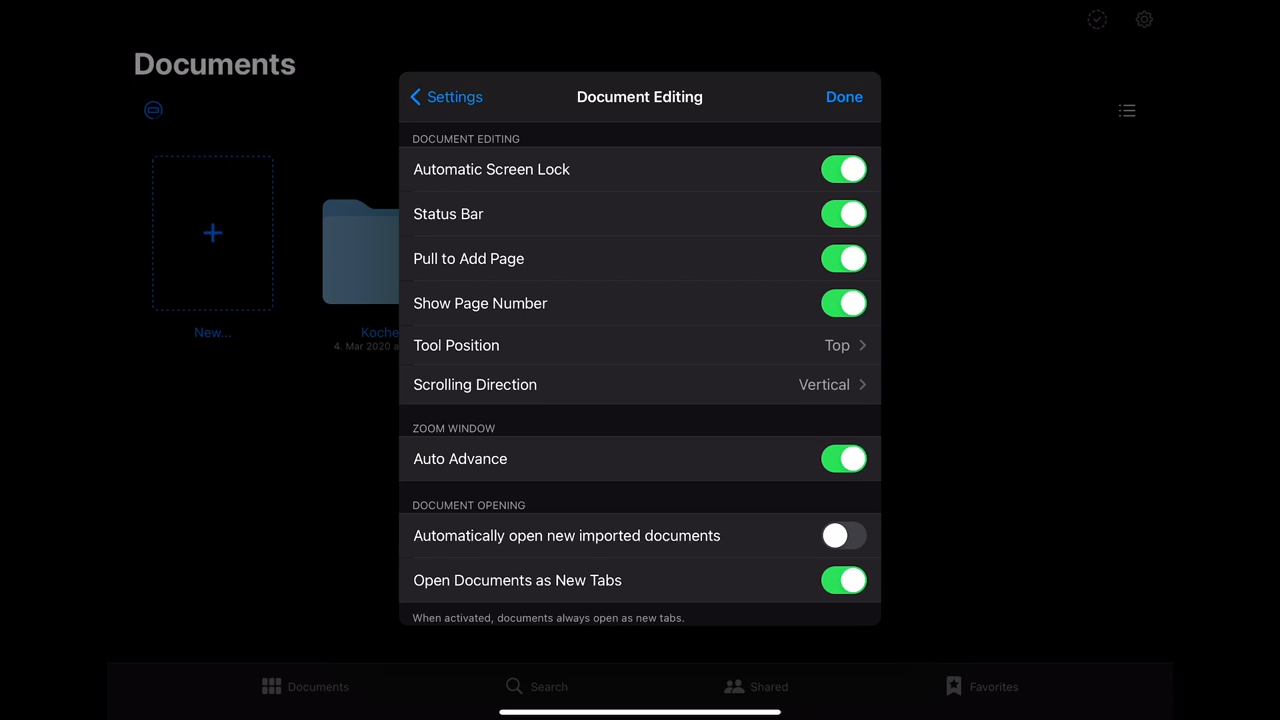 Documents
Settings
Document Editing
Done
DOCUMENT EDITING
Automatic Screen Lock
Status Bar
Pull to Add Page
Show Page Number
Tool Position
Top
Scrolling Direction
Vertical
ZOOM WINDOW
Auto Advance
DOCUMENT OPENING
Automatically open new imported documents
Open Documents as New Tabs
When activated, documents always open as new tabs.
New...
Koche
4. Mar 2020 a
Documents
Search
Shared
Favorites